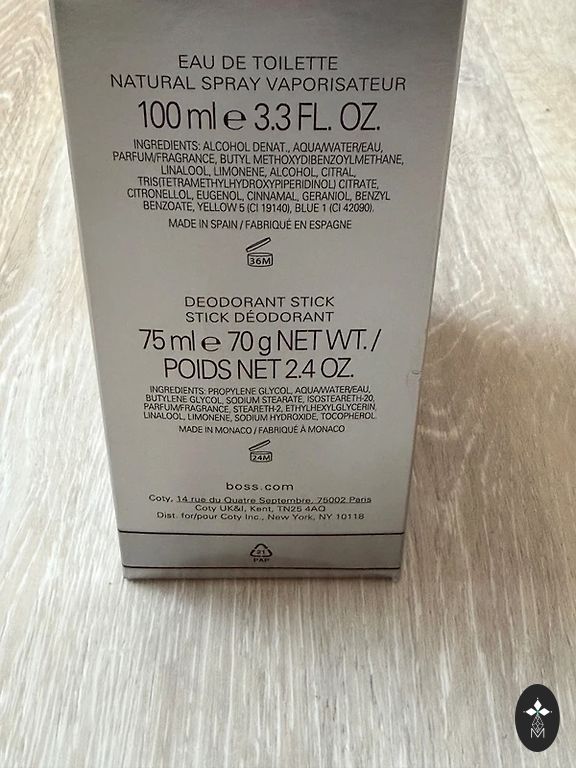 EAU DE TOILETTE
NATURAL SPRAY VAPORISATEUR
100 ml e 3.3 FL. OZ.
INGREDIENTS: ALCOHOL DENAT., AQUA/WATER/EAU,
PARFUM/FRAGRANCE, BUTYL METHOXYDIBENZOYLMETHANE,
LINALOOL, LIMONENE, ALCOHOL, CITRAL,
TRIS(TETRAMETHYLHYDROXYPIPERIDINOL) CITRATE,
CITRONELLOL, EUGENOL, CINNAMAL, GERANIOL, BENZYL
BENZOATE, YELLOW 5 (CI 19140), BLUE 1 (CI 42090).
MADE IN SPAIN / FABRIQUÉ EN ESPAGNE
36M
DEODORANT STICK
STICK DÉODORANT
75 ml e 70 g NET WT. /
POIDS NET 2.4 OZ.
INGREDIENTS: PROPYLENE GLYCOL, AQUA/WATER/EAU,
BUTYLENE GLYCOL, SODIUM STEARATE, ISOSTEARETH-20,
PARFUM/FRAGRANCE, STEARETH-2, ETHYLHEXYLGLYCERIN,
LINALOOL, LIMONENE, SODIUM HYDROXIDE, TOCOPHEROL.
MADE IN MONACO / FABRIQUÉ À MONACO
24M
boss.com
Coty, 14 rue du Quatre Septembre, 75002 Paris
Coty UK&I, Kent, TN25 4AQ
Dist. for/pour Coty Inc., New York, NY 10118
21
PAP
M